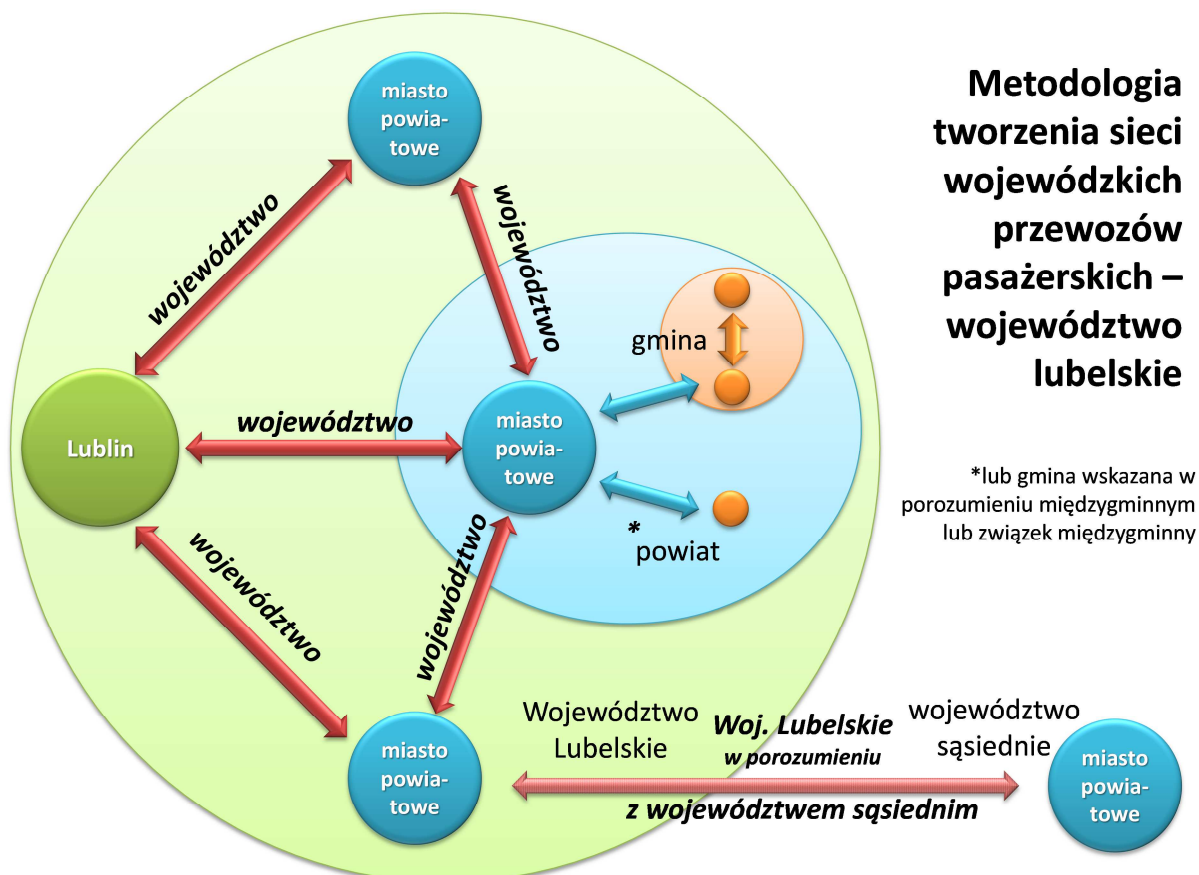 Metodologia
tworzenia sieci
wojewódzkich
przewozów
pasażerskich –
województwo
lubelskie
*lub gmina wskazana w
porozumieniu międzygminnym
lub związek międzygminny
miasto
powia-
towe
województwo
województwo
gmina
Lublin
województwo
miasto
powia-
towe
*
powiat
województwo
województwo
miasto
powia-
towe
Województwo
Lubelskie
Woj. Lubelskie
w porozumieniu
z województwem sąsiednim
województwo
sąsiednie
miasto
powia-
towe